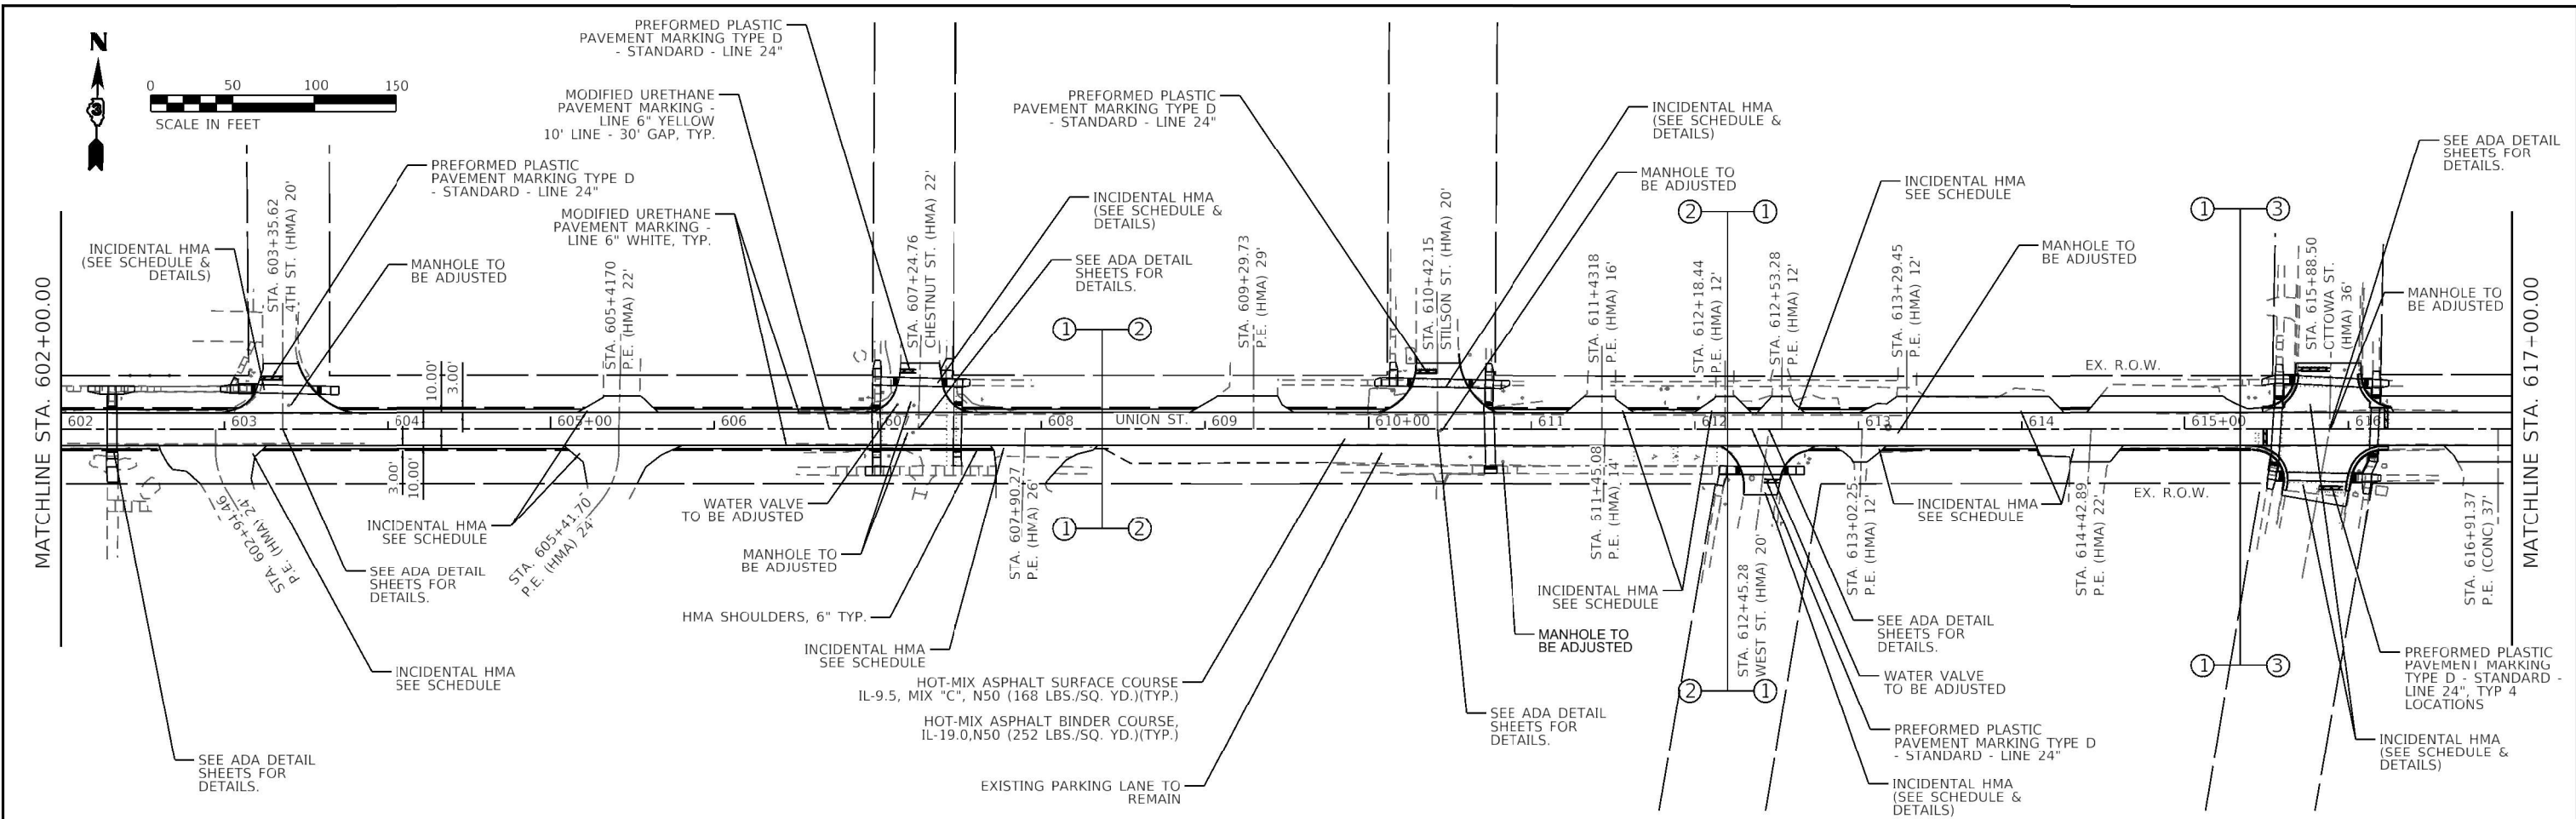 PREFORMED PLASTIC
PAVEMENT MARKING TYPE D
- STANDARD - LINE 24"
N
3
0 50 100 150
SCALE IN FEET
MODIFIED URETHANE
PAVEMENT MARKING -
LINE 6" YELLOW
10' LINE - 30' GAP, TYP.
PREFORMED PLASTIC
PAVEMENT MARKING TYPE D
- STANDARD - LINE 24"
INCIDENTAL HMA
(SEE SCHEDULE &
DETAILS)
SEE ADA DETAIL
SHEETS FOR
DETAILS.
PREFORMED PLASTIC
PAVEMENT MARKING TYPE D
- STANDARD - LINE 24"
MANHOLE TO
BE ADJUSTED
INCIDENTAL HMA
SEE SCHEDULE
INCIDENTAL HMA
(SEE SCHEDULE &
DETAILS)
MODIFIED URETHANE
PAVEMENT MARKING -
LINE 6" WHITE, TYP.
2 1
1 3
INCIDENTAL HMA
(SEE SCHEDULE &
DETAILS)
MANHOLE TO
BE ADJUSTED
SEE ADA DETAIL
SHEETS FOR
DETAILS.
MANHOLE TO
BE ADJUSTED
MANHOLE TO
BE ADJUSTED
MATCHLINE STA. 602+00.00
STA. 603+35.62
4TH ST. (HMA) 20'
STA. 605+4170
P.E. (HMA) 22'
STA. 607+24.76
CHESTNUT ST. (HMA) 22'
1 2
STA. 609+29.73
P.E. (HMA) 29'
STA. 610+42.15
STILSON ST. (HMA) 20'
STA. 611+4318
P.E. (HMA) 16'
STA. 612+18.44
P.E. (HMA) 12'
STA. 612+53.28
P.E. (HMA) 12'
STA. 613+29.45
P.E. (HMA) 12'
STA. 615+88.50
OTTOWA ST.
(HMA) 36'
MATCHLINE STA. 617+00.00
EX. R.O.W.
10.00'
3.00'
602 603 604 605+00 606 607 608 UNION ST. 609 610+00 611 612 613 614 615+00 616
3.00'
10.00'
EX. R.O.W.
STA. 602+91.46
P.E. (HMA) 24'
INCIDENTAL HMA
SEE SCHEDULE
STA. 605+41.70
P.E. (HMA) 24'
WATER VALVE
TO BE ADJUSTED
MANHOLE TO
BE ADJUSTED
STA. 607+90.27
P.E. (HMA) 26'
1 2
STA. 611+45.08
P.E. (HMA) 14'
STA. 612+45.28
WEST ST. (HMA) 20'
STA. 613+02.25
P.E. (HMA) 12'
INCIDENTAL HMA
SEE SCHEDULE
STA. 614+42.89
P.E. (HMA) 22'
STA. 616+91.37
P.E. (CONC) 37'
SEE ADA DETAIL
SHEETS FOR
DETAILS.
HMA SHOULDERS, 6" TYP.
INCIDENTAL HMA
SEE SCHEDULE
INCIDENTAL HMA
SEE SCHEDULE
MANHOLE TO
BE ADJUSTED
SEE ADA DETAIL
SHEETS FOR
DETAILS.
INCIDENTAL HMA
SEE SCHEDULE
HOT-MIX ASPHALT SURFACE COURSE
IL-9.5, MIX "C", N50 (168 LBS./SQ. YD.)(TYP.)
2 1
WATER VALVE
TO BE ADJUSTED
1 3
PREFORMED PLASTIC
PAVEMENT MARKING
TYPE D - STANDARD -
LINE 24", TYP 4
LOCATIONS
HOT-MIX ASPHALT BINDER COURSE,
IL-19.0,N50 (252 LBS./SQ. YD.)(TYP.)
SEE ADA DETAIL
SHEETS FOR
DETAILS.
PREFORMED PLASTIC
PAVEMENT MARKING TYPE D
- STANDARD - LINE 24"
INCIDENTAL HMA
(SEE SCHEDULE &
DETAILS)
SEE ADA DETAIL
SHEETS FOR
DETAILS.
EXISTING PARKING LANE TO
REMAIN
INCIDENTAL HMA
(SEE SCHEDULE &
DETAILS)